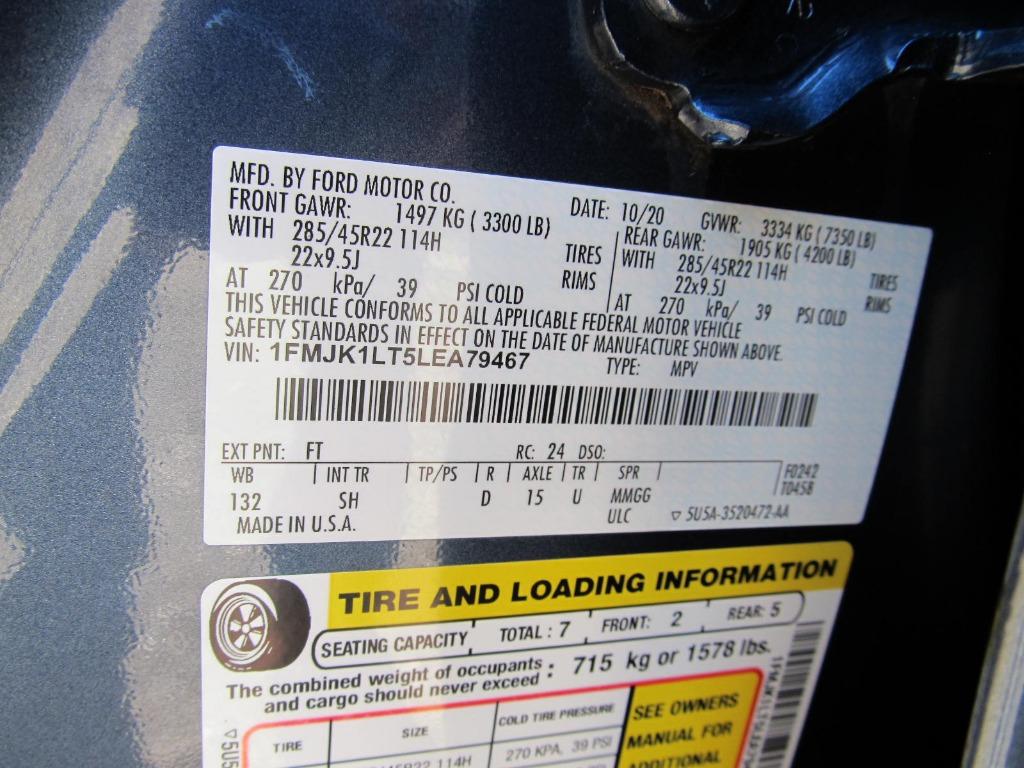 MFD. BY FORD MOTOR CO.
DATE: 10/20 GVWR: 3334 KG ( 7350 LB)
FRONT GAWR: 1497 KG ( 3300 LB)
WITH 285/45R22 114H TIRES
22x9.5J RIMS
AT 270 kPa/ 39 PSI COLD
REAR GAWR: 1905 KG ( 4200 LB)
WITH 285/45R22 114H TIRES
22x9.5J RIMS
AT 270 kPa/ 39 PSI COLD
THIS VEHICLE CONFORMS TO ALL APPLICABLE FEDERAL MOTOR VEHICLE
SAFETY STANDARDS IN EFFECT ON THE DATE OF MANUFACTURE SHOWN ABOVE.
VIN: 1FMJK1LT5LEA79467
TYPE: MPV
EXT PNT: FT RC: 24 DSO:
WB INT TR TP/PS R AXLE TR SPR F0242
T0458
132 SH D 15 U MMGG
ULC ▽ 5U5A-3520472-AA
MADE IN U.S.A.
TIRE AND LOADING INFORMATION
SEATING CAPACITY TOTAL : 7 FRONT: 2 REAR: 5
The combined weight of occupants
and cargo should never exceed : 715 kg or 1578 lbs.
TIRE SIZE COLD TIRE PRESSURE
114H 270 KPA, 39 PSI
SEE OWNERS
MANUAL FOR
ADDITIONAL
▽5U5